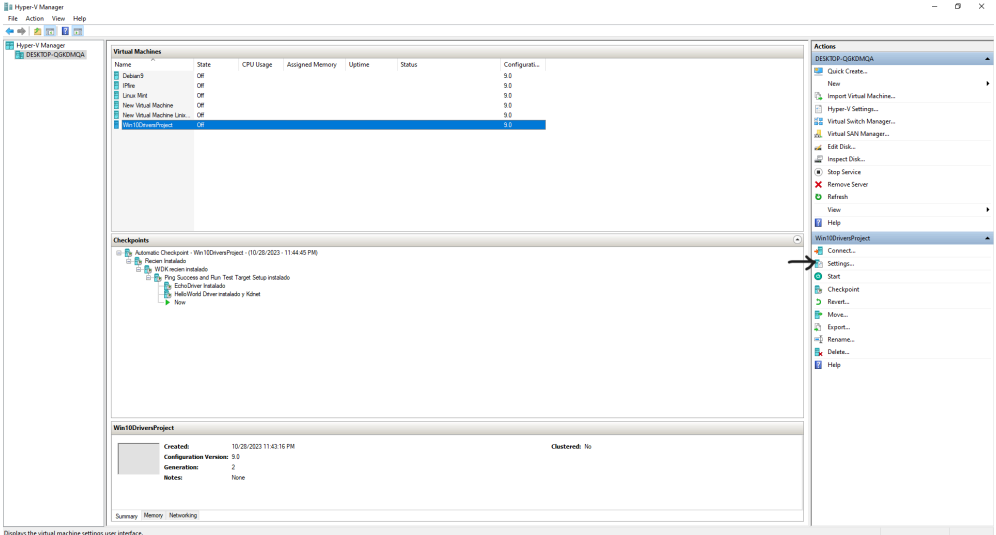 Hyper-V Manager
File Action View Help
Hyper-V Manager
DESKTOP-QGKDMQA
Virtual Machines
Name State CPU Usage Assigned Memory Uptime Status Configurati...
Debian9 Off 9.0
IPfire Off 9.0
Linux Mint Off 9.0
New Virtual Machine Off 9.0
New Virtual Machine Linix... Off 9.0
Win10DriversProject Off 9.0
Checkpoints
Automatic Checkpoint - Win10DriversProject - (10/28/2023 - 11:44:45 PM)
Recien Instalado
WDK recien instalado
Ping Success and Run Test Target Setup instalado
EchoDriver Instalado
HelloWorld Driver instalado y Kdnet
Now
Win10DriversProject
Created: 10/28/2023 11:43:16 PM Clustered: No
Configuration Version: 9.0
Generation: 2
Notes: None
Summary Memory Networking
Actions
DESKTOP-QGKDMQA
Quick Create...
New
Import Virtual Machine...
Hyper-V Settings...
Virtual Switch Manager...
Virtual SAN Manager...
Edit Disk...
Inspect Disk...
Stop Service
Remove Server
Refresh
View
Help
Win10DriversProject
Connect...
Settings...
Start
Checkpoint
Revert...
Move...
Export...
Rename...
Delete...
Help
Displays the virtual machine settings user interface.